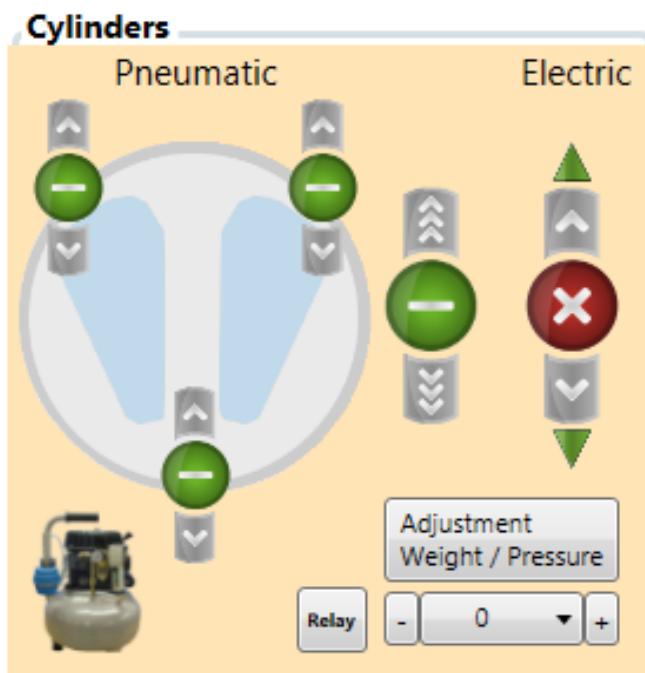 Cylinders
Pneumatic
Electric
Adjustment
Weight / Pressure
Relay
- 0 +